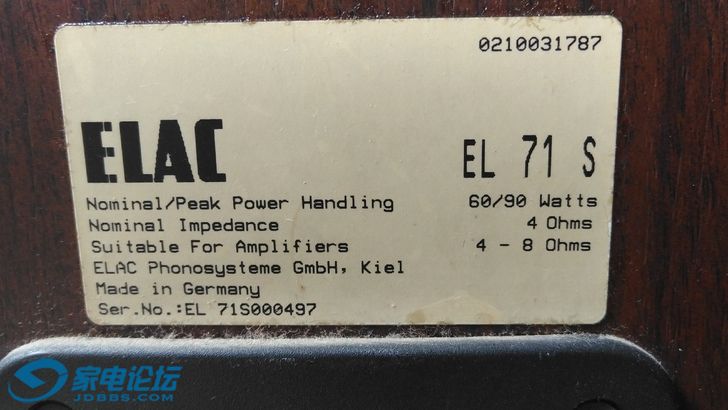 0210031787
ELAC EL 71 S
Nominal/Peak Power Handling 60/90 Watts
Nominal Impedance 4 Ohms
Suitable For Amplifiers 4 - 8 Ohms
ELAC Phonosysteme GmbH, Kiel
Made in Germany
Ser.No.:EL 71S000497
家电论坛
JDBBS.COM